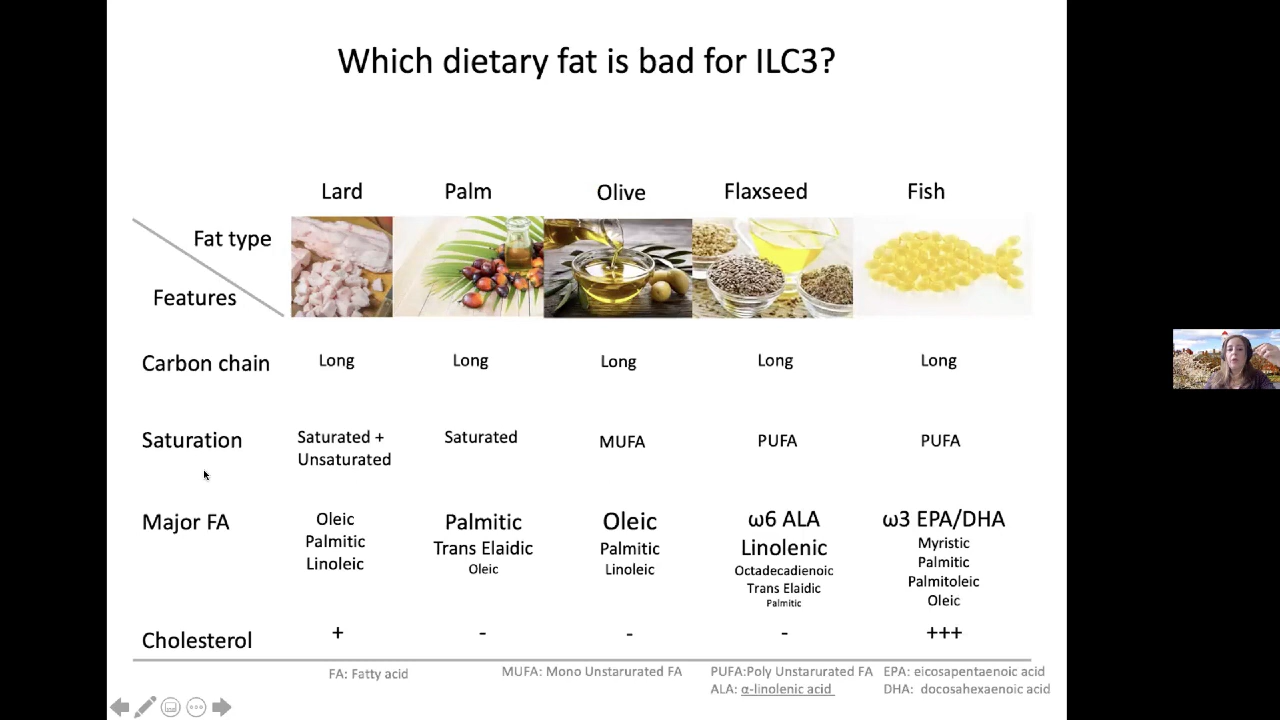 Which dietary fat is bad for ILC3?
Lard Palm Olive Flaxseed Fish
Fat type
Features
Carbon chain Long Long Long Long Long
Saturation Saturated + Unsaturated Saturated MUFA PUFA PUFA
Major FA
Oleic
Palmitic
Linoleic
Palmitic
Trans Elaidic
Oleic
Oleic
Palmitic
Linoleic
ω6 ALA
Linolenic
Octadecadienoic
Trans Elaidic
Palmitic
ω3 EPA/DHA
Myristic
Palmitic
Palmitoleic
Oleic
Cholesterol + - - - +++
FA: Fatty acid MUFA: Mono Unstarurated FA PUFA:Poly Unstarurated FA EPA: eicosapentaenoic acid
ALA: α-linolenic acid DHA: docosahexaenoic acid